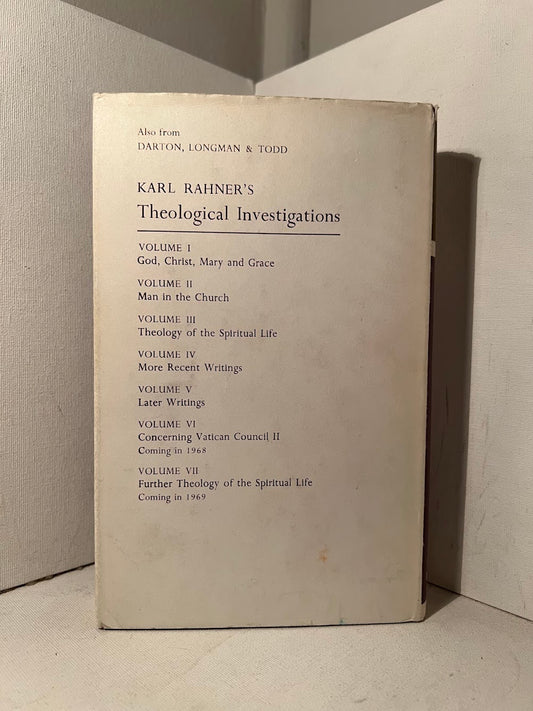 Also from
DARTON, LONGMAN & TODD
KARL RAHNER'S
Theological Investigations
VOLUME I
God, Christ, Mary and Grace
VOLUME II
Man in the Church
VOLUME III
Theology of the Spiritual Life
VOLUME IV
More Recent Writings
VOLUME V
Later Writings
VOLUME VI
Concerning Vatican Council II
Coming in 1968
VOLUME VII
Further Theology of the Spiritual Life
Coming in 1969